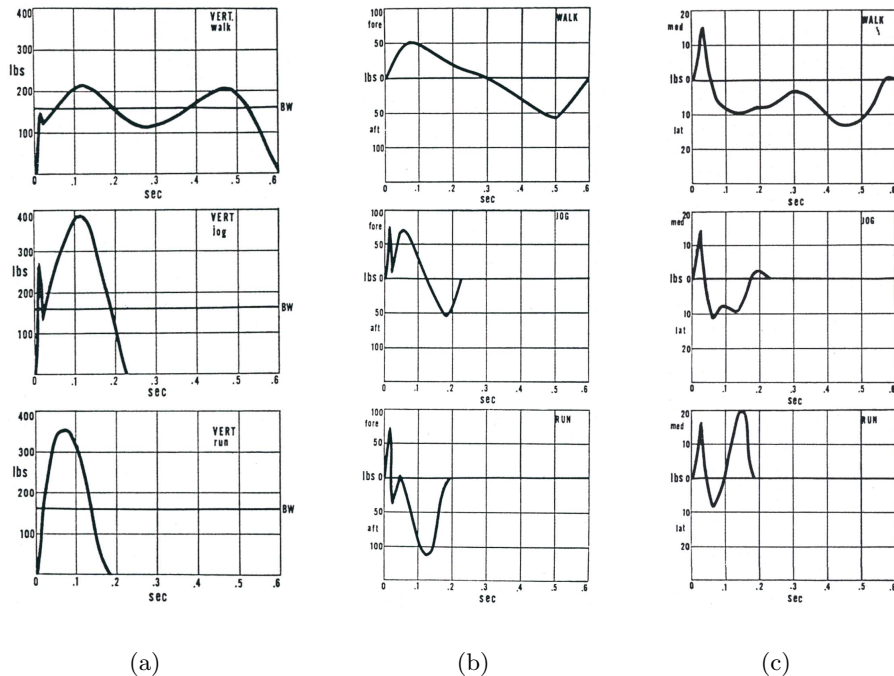 400
300
lbs
200
100
0
.1
.2
.3
.4
.5
.6
sec
VERT.
walk
BW
400
300
lbs
200
100
0
.1
.2
.3
.4
.5
.6
sec
VERT
jog
BW
400
300
lbs
200
100
0
.1
.2
.3
.4
.5
.6
sec
VERT
run
BW
(a)
100
fore
50
lbs 0
50
aft
100
0
.1
.2
.3
.4
.5
.6
sec
WALK
100
fore
50
lbs 0
50
aft
100
0
.1
.2
.3
.4
.5
.6
sec
JOG
100
fore
50
lbs 0
50
aft
100
0
.1
.2
.3
.4
.5
.6
sec
RUN
(b)
20
med
10
lbs 0
10
lat
20
0
.1
.2
.3
.4
.5
.6
sec
WALK
20
med
10
lbs 0
10
lat
20
0
.1
.2
.3
.4
.5
.6
sec
JOG
20
med
10
lbs 0
10
lat
20
0
.1
.2
.3
.4
.5
.6
sec
RUN
(c)